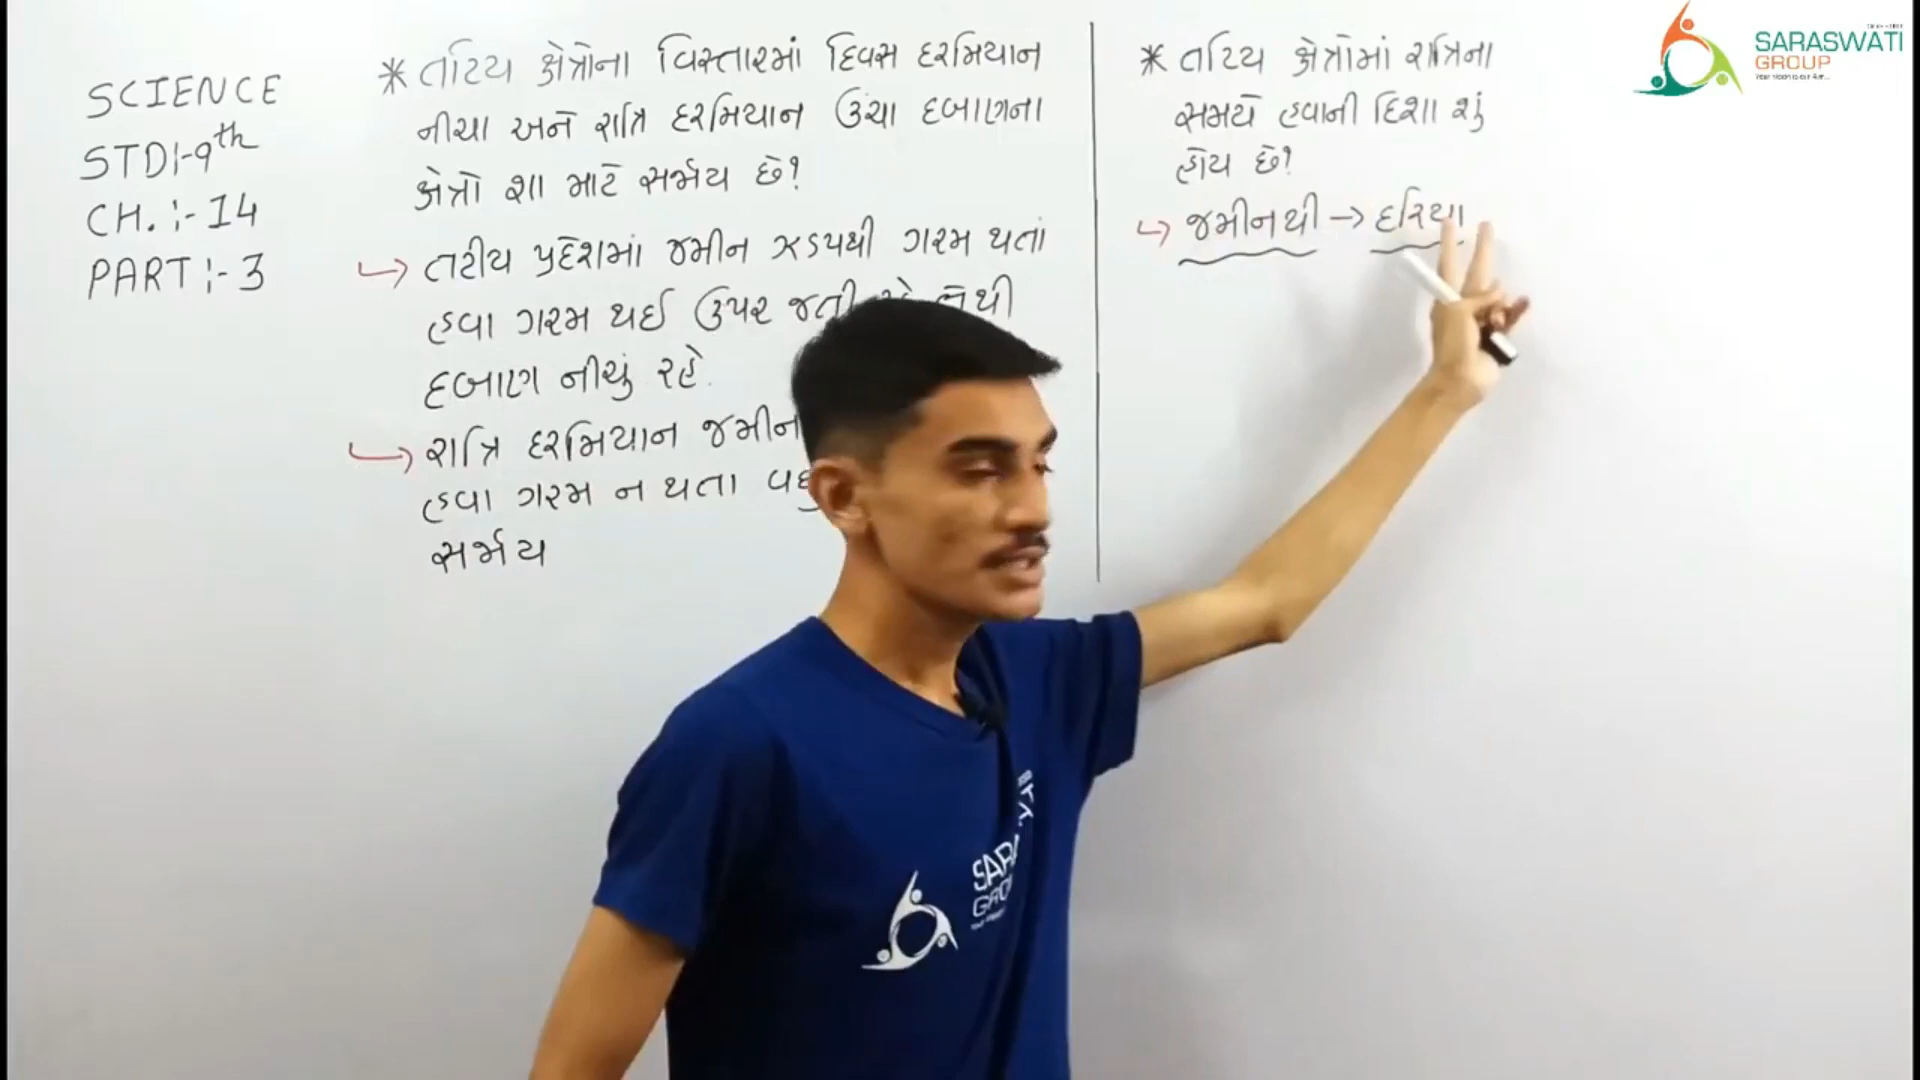 SCIENCE
STD:-9th
CH. :- 14
PART :- 3
* તટિય ક્ષેત્રોના વિસ્તારમાં દિવસ દરમિયાન
નીચા અને રાત્રિ દરમિયાન ઉંચા દબાણના
ક્ષેત્રો શા માટે સર્જાય છે?
તટીય પ્રદેશમાં જમીન ઝડપથી ગરમ થતાં
હવા ગરમ થઈ ઉપર જતી
દબાણ નીચું રહે.
રાત્રિ દરમિયાન જમીન
હવા ગરમ ન થતા
સર્જાય
* તટિય ક્ષેત્રોમાં રાત્રિના
સમયે હવાની દિશા શું
હોય છે?
જમીનથી → દરિયા
SARASWATI
GROUP